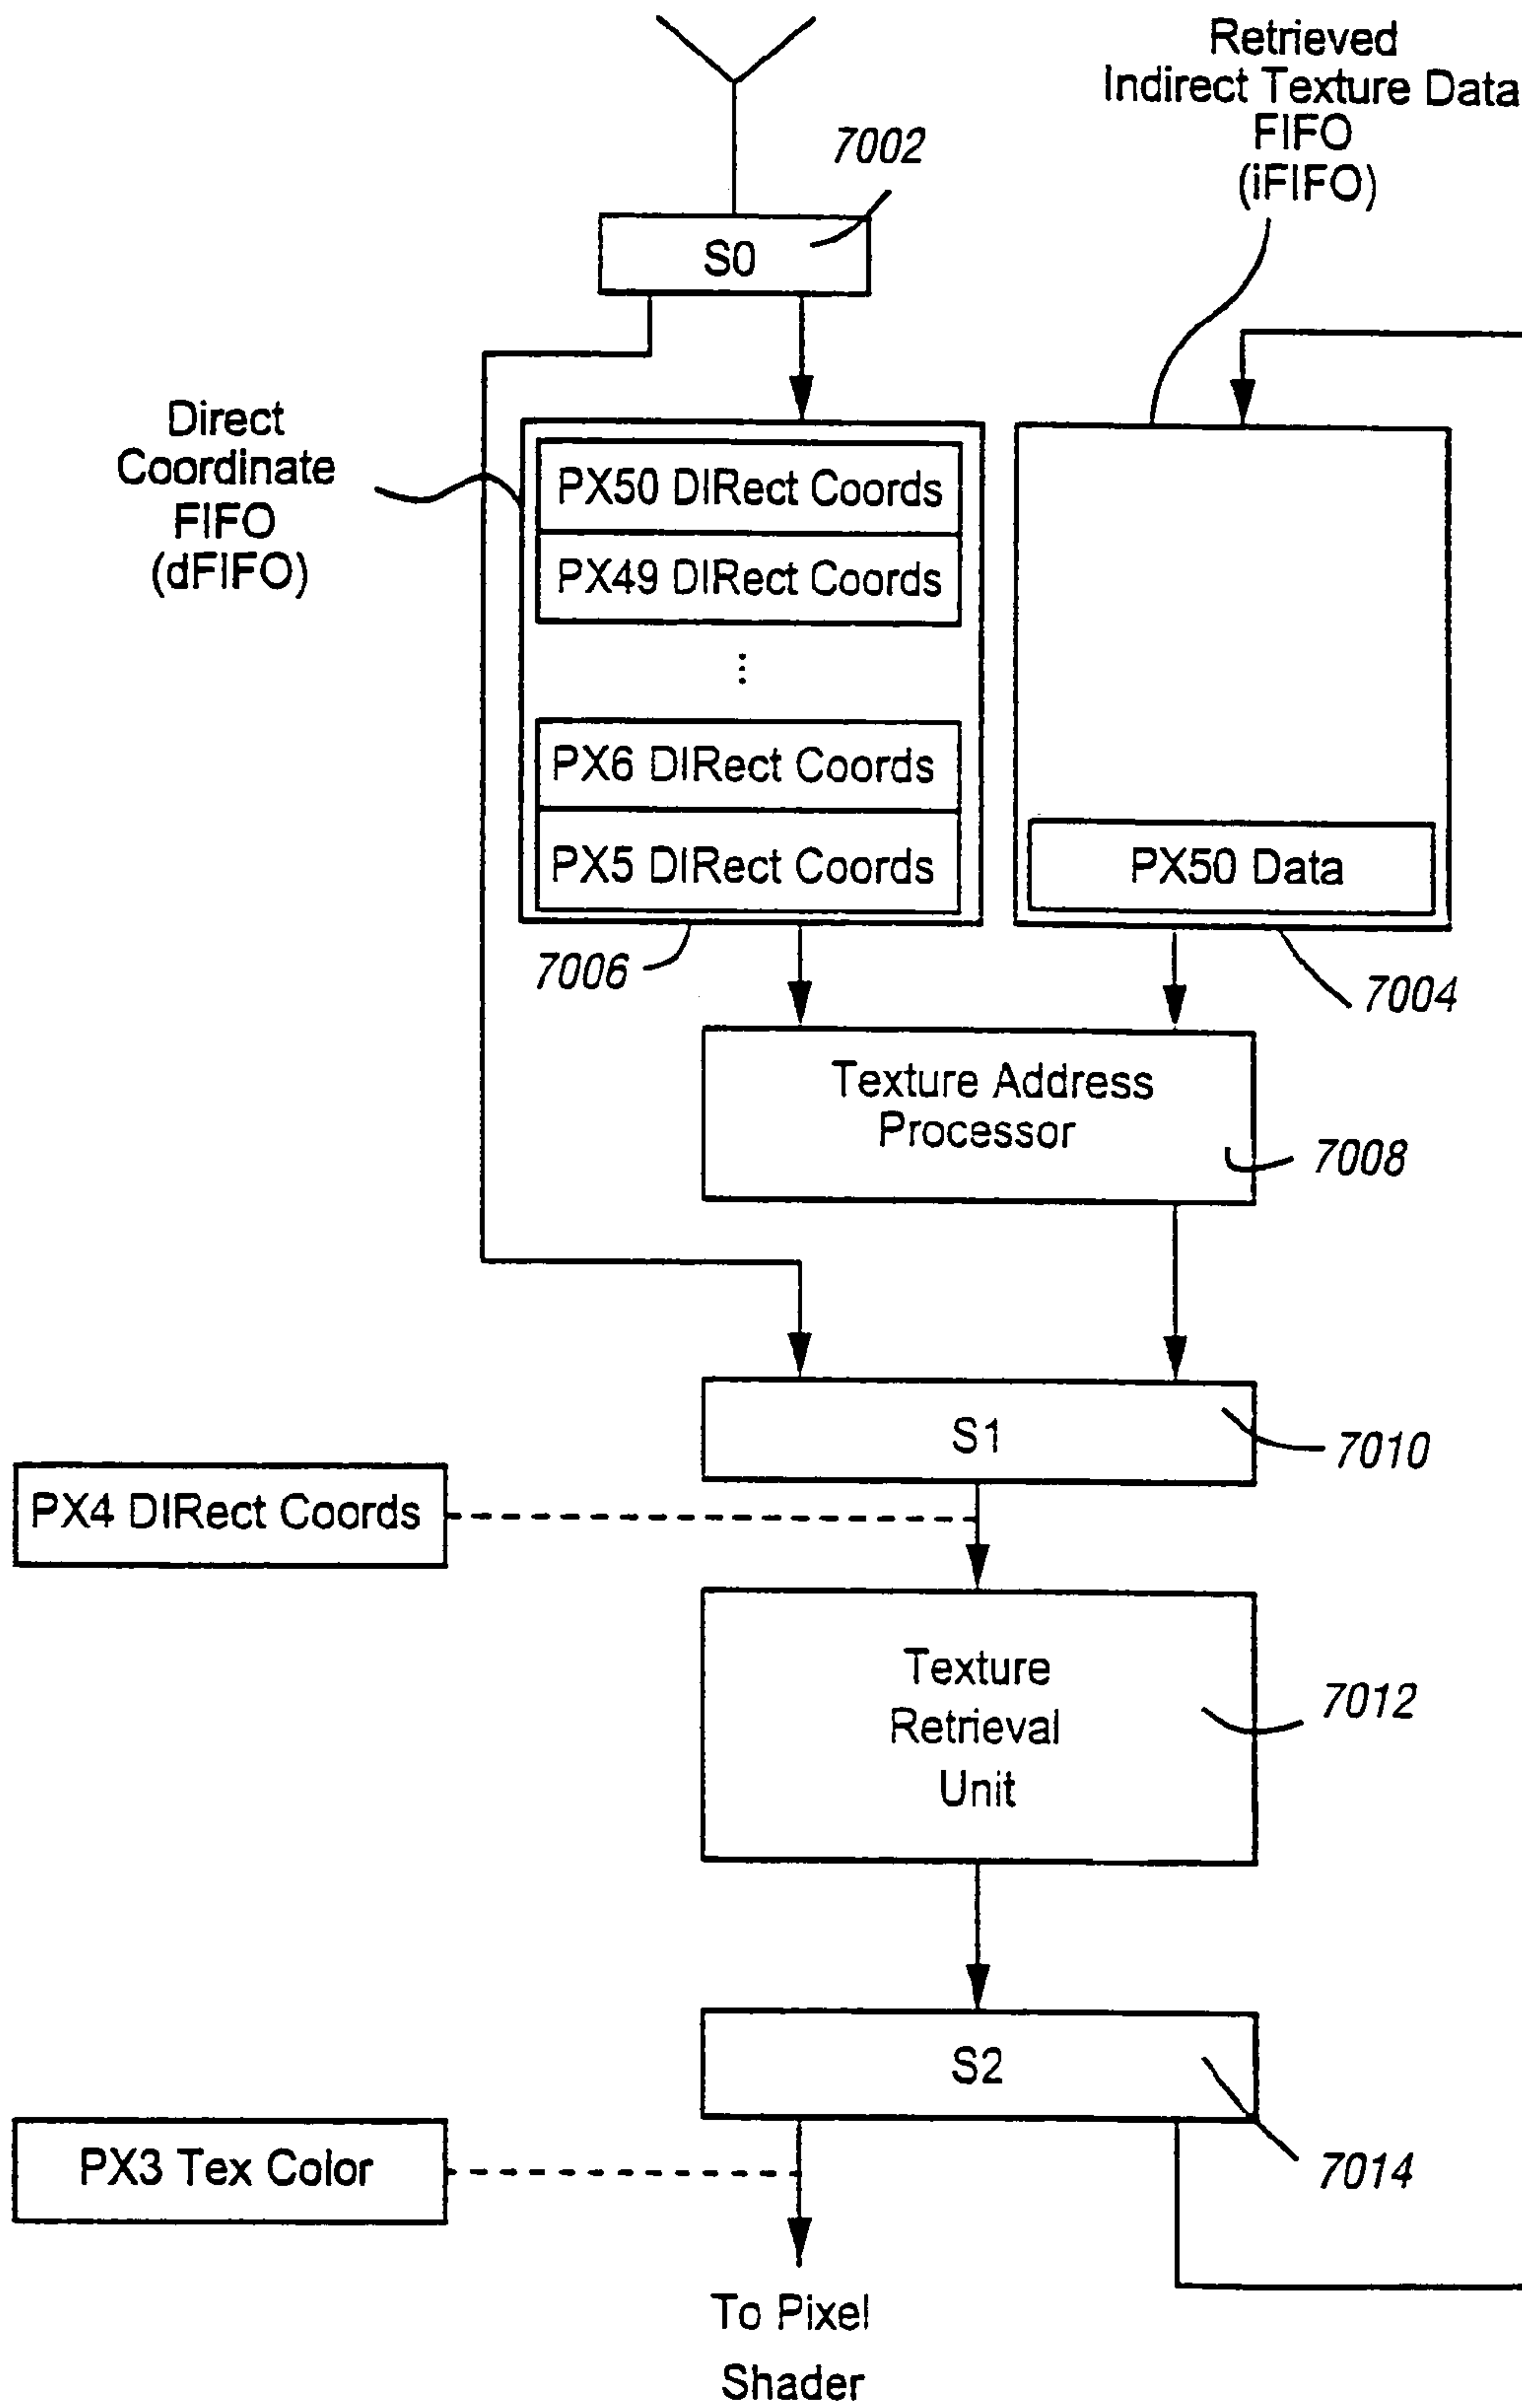 Retrieved
Indirect Texture Data
FIFO
(iFIFO)
7002
S0
Direct
Coordinate
FIFO
(dFIFO)
PX50 DIRect Coords
PX49 DIRect Coords
⋮
PX6 DIRect Coords
PX5 DIRect Coords
PX50 Data
7006
7004
Texture Address
Processor
7008
S1
7010
PX4 DIRect Coords
Texture
Retrieval
Unit
7012
S2
7014
PX3 Tex Color
To Pixel
Shader